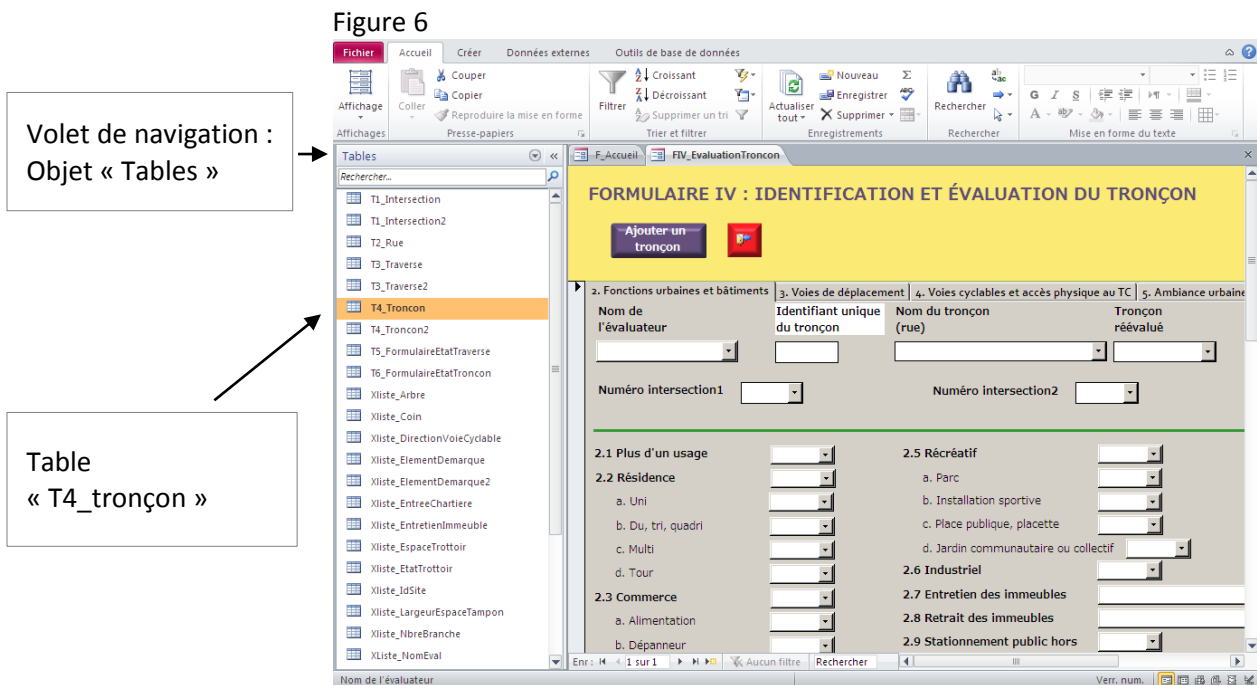 Figure 6
Fichier Accueil Créer Données externes Outils de base de données
Couper
Copier
Reproduire la mise en forme
Affichage
Coller
Affichages
Presse-papiers
Filtrer
Croissant
Décroissant
Supprimer un tri
Trier et filtrer
Actualiser tout
Nouveau
Enregistrer
Supprimer
Enregistrements
Rechercher
Rechercher
G I S
A
Mise en forme du texte
Volet de navigation :
Objet « Tables »
Table
« T4_tronçon »
Tables
Rechercher...
T1_Intersection
T1_Intersection2
T2_Rue
T3_Traverse
T3_Traverse2
T4_Troncon
T4_Troncon2
T5_FormulaireEtatTraverse
T6_FormulaireEtatTroncon
Xliste_Arbre
Xliste_Coin
Xliste_DirectionVoieCyclable
Xliste_ElementDemarque
Xliste_ElementDemarque2
Xliste_EntreeChartiere
Xliste_EntretienImmeuble
Xliste_EspaceTrottoir
Xliste_EtatTrottoir
Xliste_IdSite
Xliste_LargeurEspaceTampon
Xliste_NbreBranche
XListe_NomEval
F_Accueil FIV_EvaluationTroncon
FORMULAIRE IV : IDENTIFICATION ET ÉVALUATION DU TRONÇON
Ajouter un
tronçon
2. Fonctions urbaines et bâtiments 3. Voies de déplacement 4. Voies cyclables et accès physique au TC 5. Ambiance urbaine
Nom de
l'évaluateur
Identifiant unique
du tronçon
Nom du tronçon
(rue)
Tronçon
réévalué
Numéro intersection1 Numéro intersection2
2.1 Plus d'un usage
2.2 Résidence
a. Uni
b. Du, tri, quadri
c. Multi
d. Tour
2.3 Commerce
a. Alimentation
b. Dépanneur
2.5 Récréatif
a. Parc
b. Installation sportive
c. Place publique, placette
d. Jardin communautaire ou collectif
2.6 Industriel
2.7 Entretien des immeubles
2.8 Retrait des immeubles
2.9 Stationnement public hors
Enr : 1 sur 1 Aucun filtre Rechercher
Nom de l'évaluateur Verr. num.